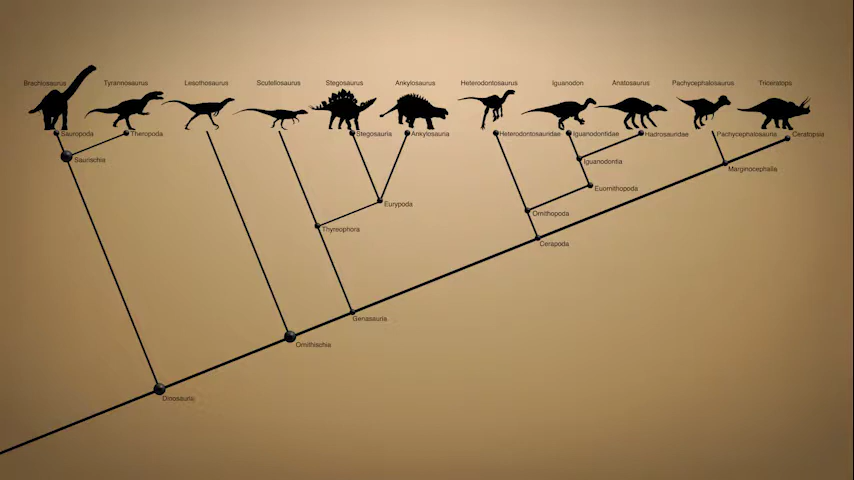 Brachiosaurus
Tyrannosaurus
Lesothosaurus
Scutellosaurus
Stegosaurus
Ankylosaurus
Heterodontosaurus
Iguanodon
Anatosaurus
Pachycephalosaurus
Triceratops
Sauropoda
Theropoda
Stegosauria
Ankylosauria
Heterodontosauridae
Iguanodontidae
Hadrosauridae
Pachycephalosauria
Ceratopsia
Saurischia
Iguanodontia
Marginocephalia
Euornithopoda
Eurypoda
Ornithopoda
Thyreophora
Cerapoda
Genasauria
Ornithischia
Dinosauria